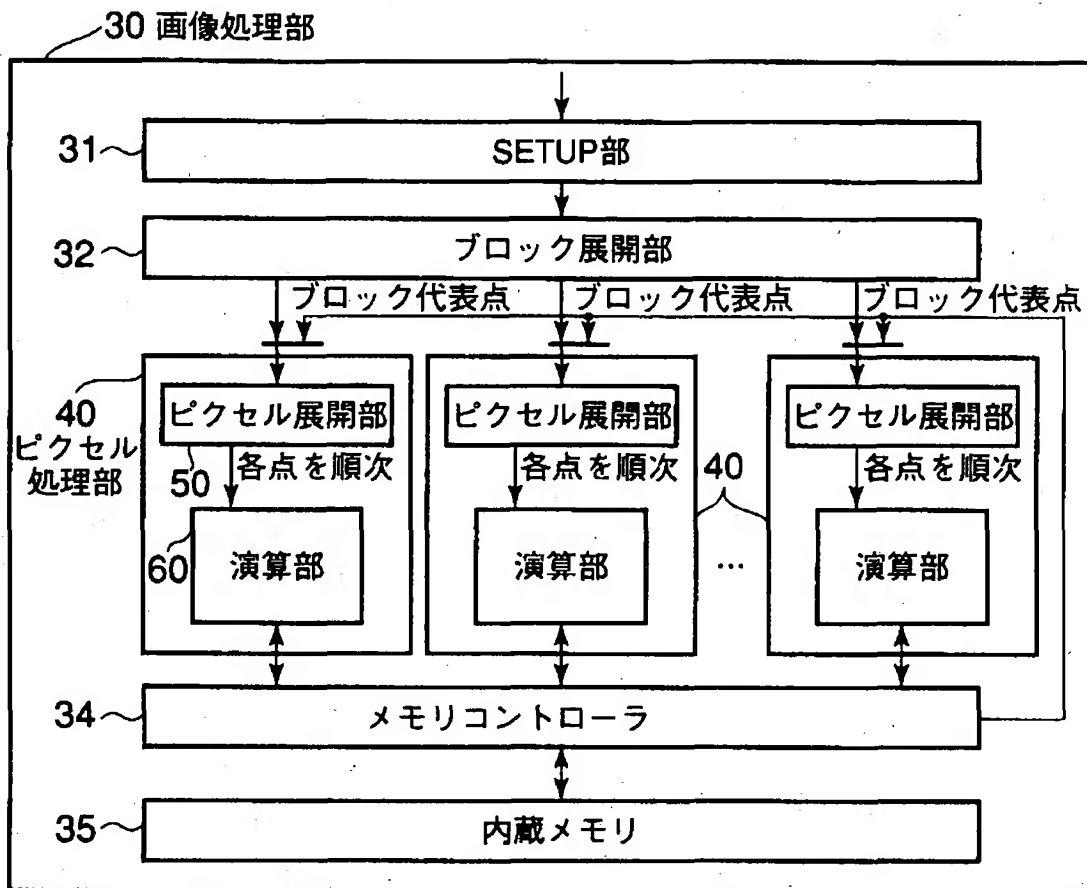 30 画像処理部
31
SETUP部
32
ブロック展開部
ブロック代表点
ブロック代表点
ブロック代表点
40
ピクセル
処理部
ピクセル展開部
ピクセル展開部
ピクセル展開部
50
各点を順次
各点を順次
40
各点を順次
60
演算部
演算部
…
演算部
34
メモリコントローラ
35
内蔵メモリ